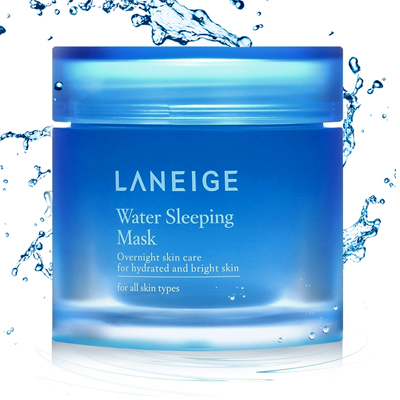 LANEIGE
Water Sleeping
Mask
Overnight skin care
for hydrated and bright skin
for all skin types